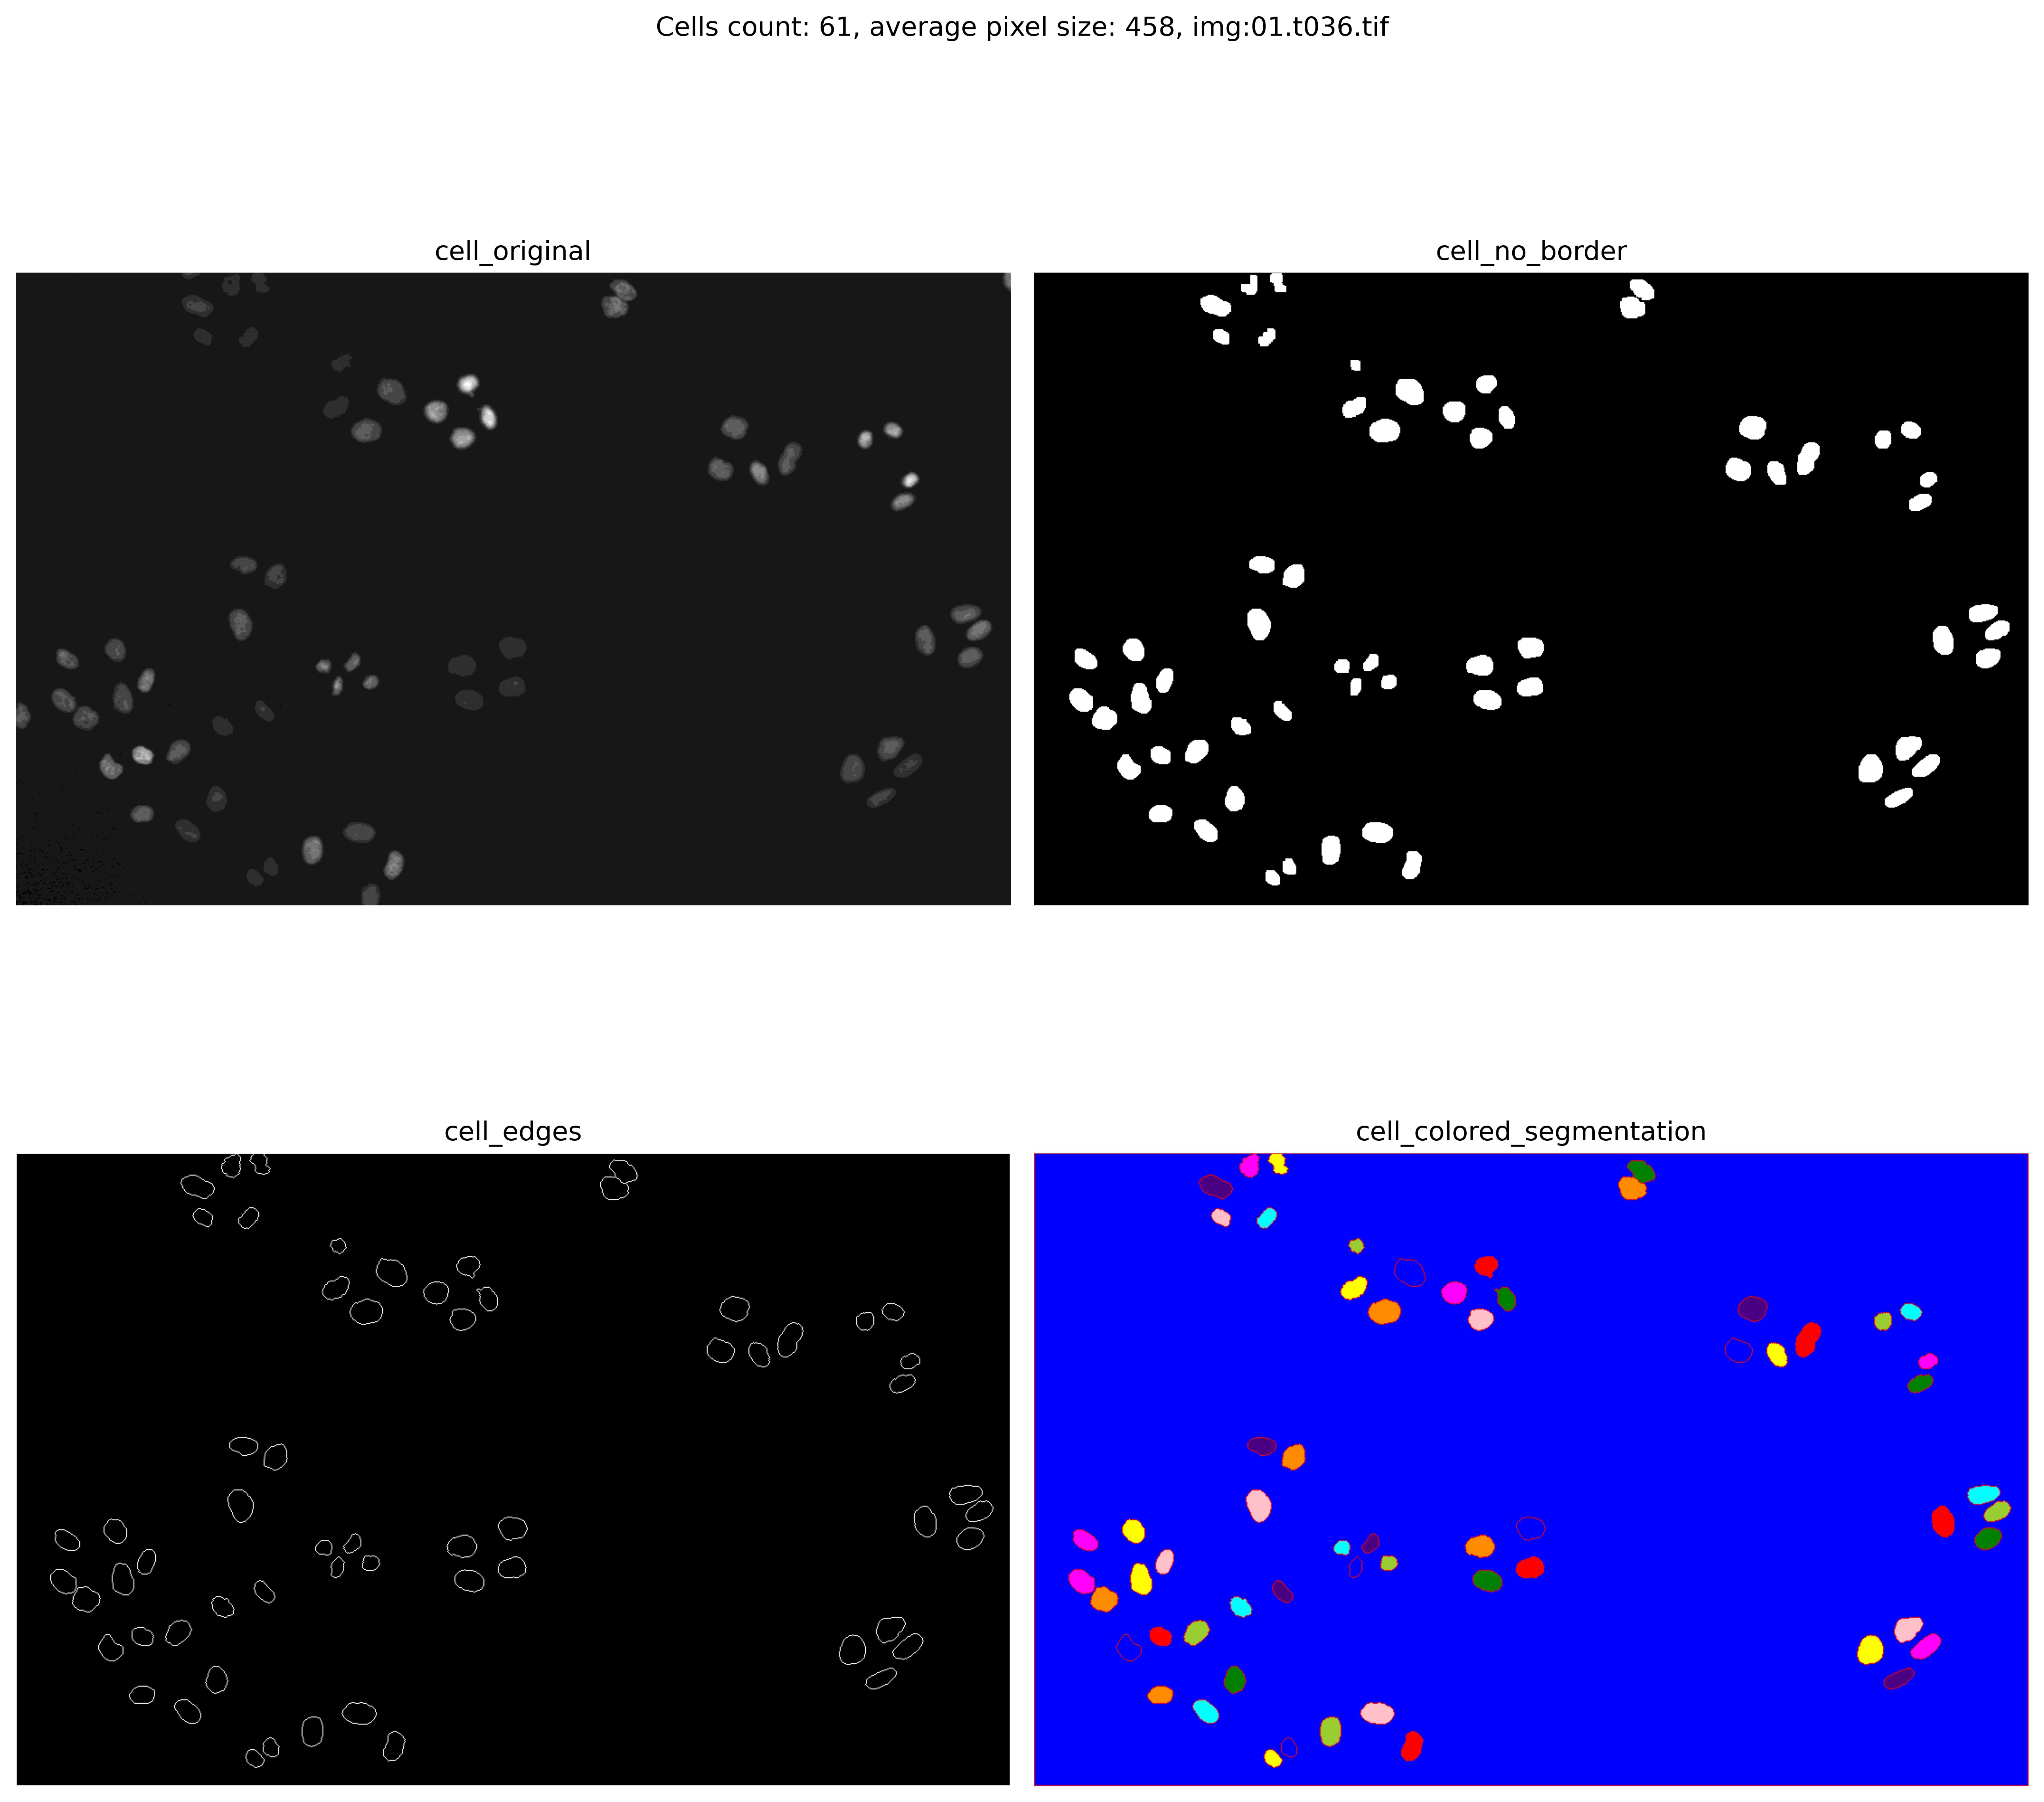 Cells count: 61, average pixel size: 458, img:01.t036.tif
cell_original
cell_no_border
cell_edges
cell_colored_segmentation